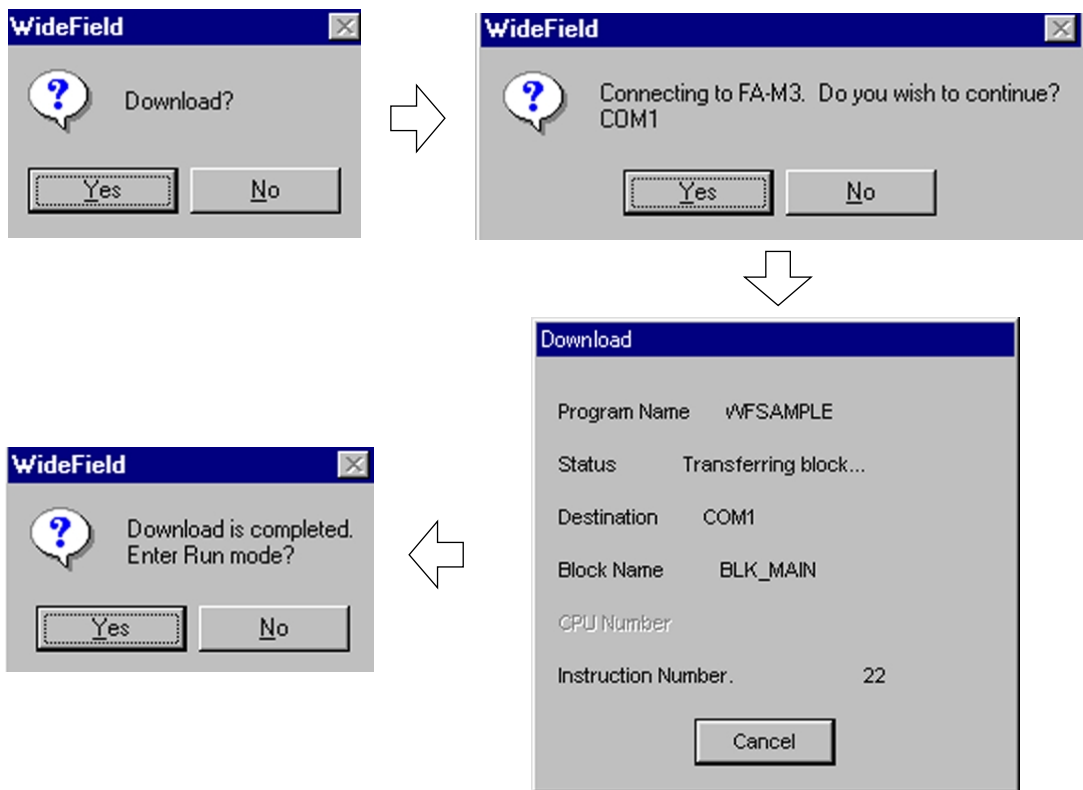 WideField
Download?
Yes No
WideField
Connecting to FA-M3. Do you wish to continue?
COM1
Yes No
Download
Program Name WFSAMPLE
Status Transferring block...
Destination COM1
Block Name BLK_MAIN
CPU Number
Instruction Number. 22
Cancel
WideField
Download is completed.
Enter Run mode?
Yes No